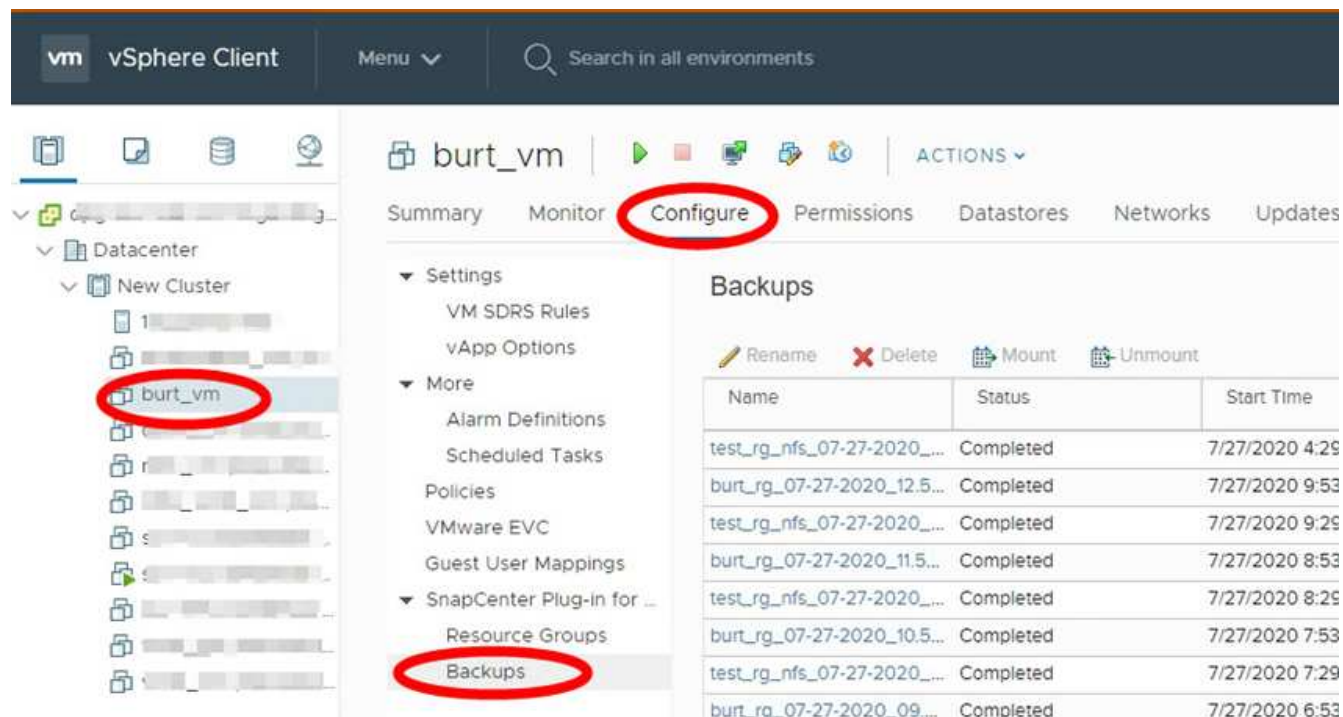 vm vSphere Client Menu Search in all environments
burt_vm ACTIONS
Summary Monitor Configure Permissions Datastores Networks Updates
Datacenter
New Cluster
burt_vm
Settings
VM SDRS Rules
vApp Options
More
Alarm Definitions
Scheduled Tasks
Policies
VMware EVC
Guest User Mappings
SnapCenter Plug-in for ...
Resource Groups
Backups
Backups
Rename Delete Mount Unmount
Name Status Start Time
test_rg_nfs_07-27-2020_... Completed 7/27/2020 4:29
burt_rg_07-27-2020_12.5... Completed 7/27/2020 9:53
test_rg_nfs_07-27-2020_... Completed 7/27/2020 9:29
burt_rg_07-27-2020_11.5... Completed 7/27/2020 8:53
test_rg_nfs_07-27-2020_... Completed 7/27/2020 8:29
burt_rg_07-27-2020_10.5... Completed 7/27/2020 7:53
test_rg_nfs_07-27-2020_... Completed 7/27/2020 7:29
burt_rg_07-27-2020_09.... Completed 7/27/2020 6:53